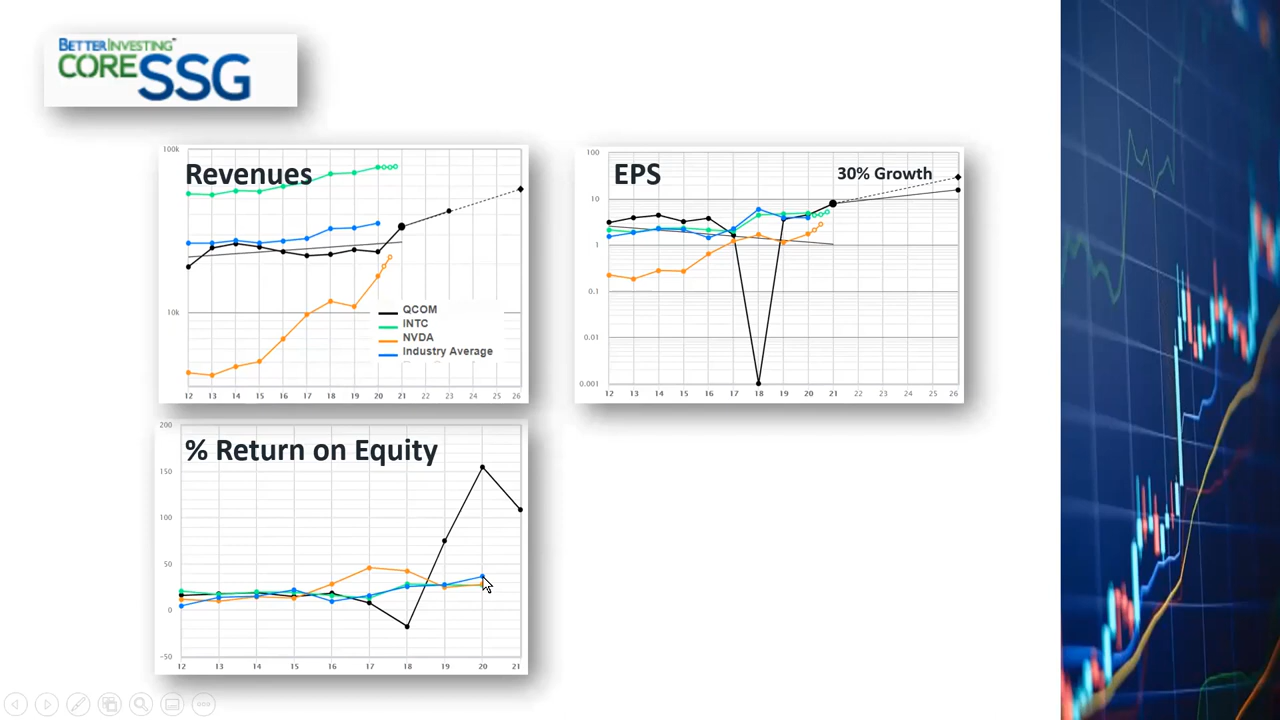 BETTERINVESTING™
CORE SSG
Revenues
100k
10k
QCOM
INTC
NVDA
Industry Average
12 13 14 15 16 17 18 19 20 21 22 23 24 25 26
EPS
30% Growth
100
10
1
0.1
0.01
0.001
12 13 14 15 16 17 18 19 20 21 22 23 24 25 26
% Return on Equity
200
150
100
50
0
-50
12 13 14 15 16 17 18 19 20 21